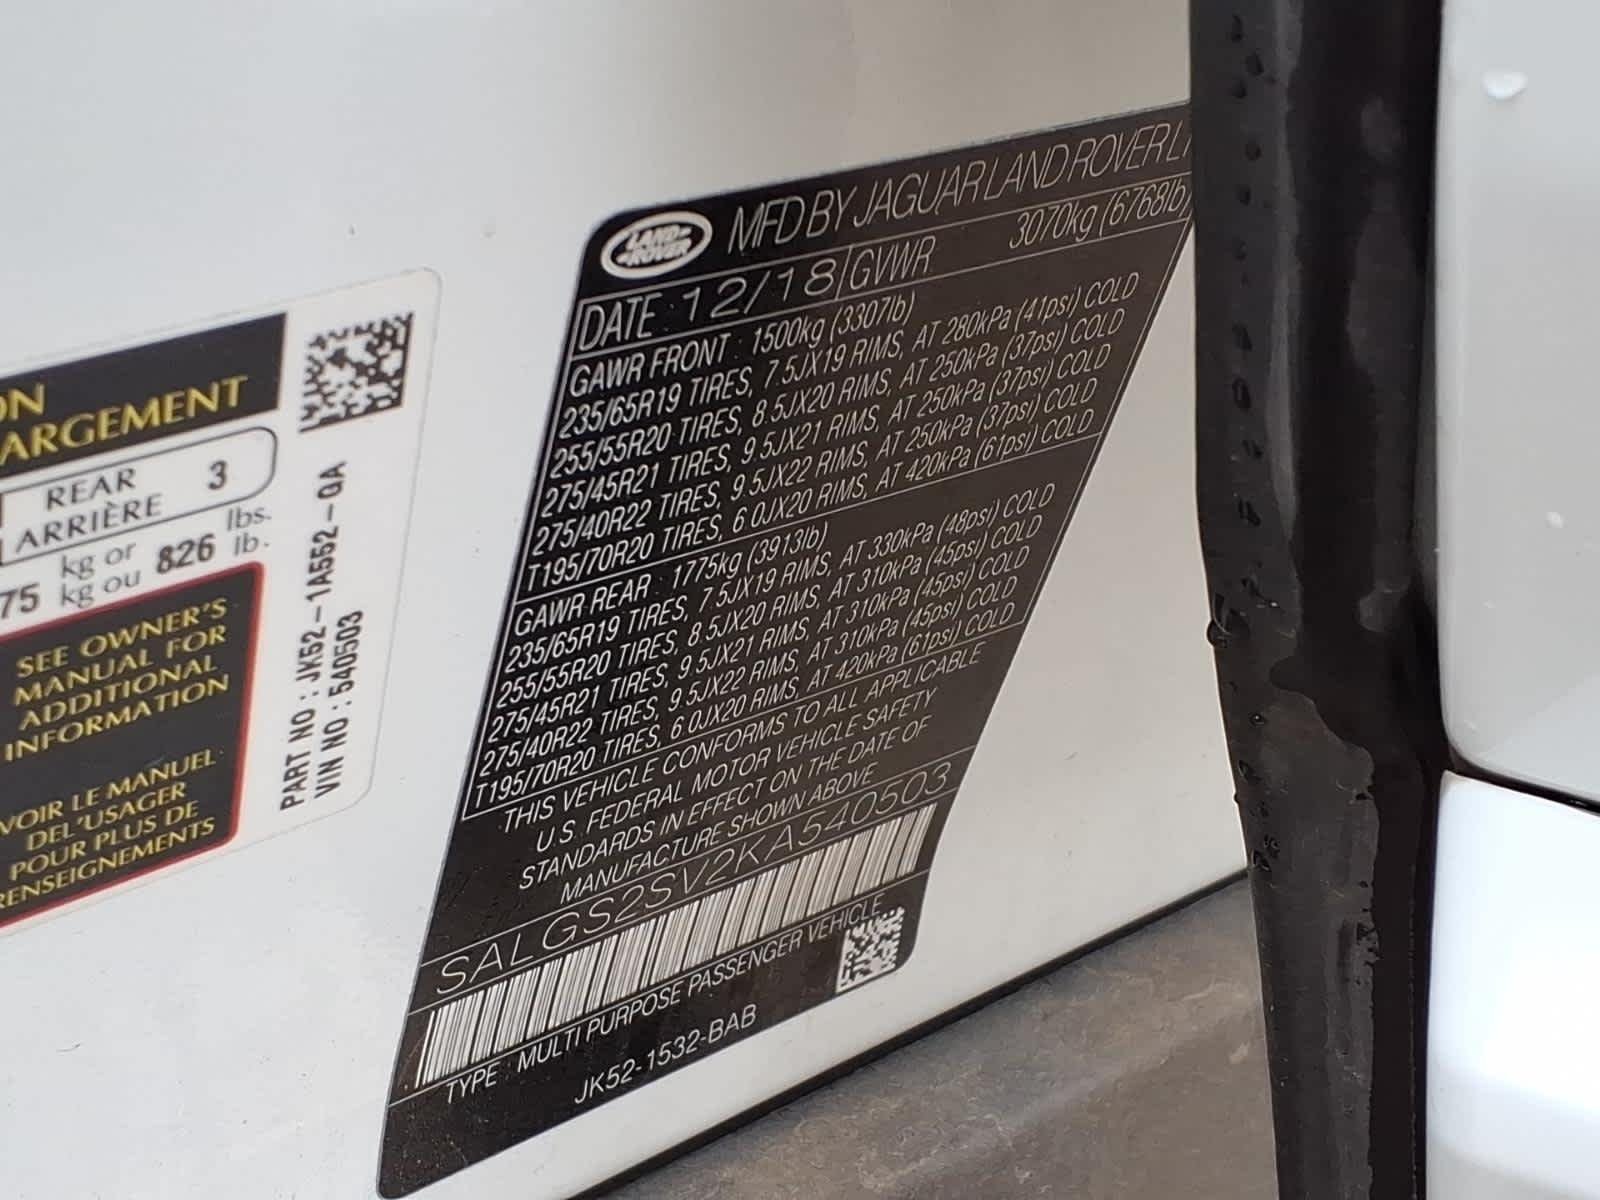 ON
ARGEMENT
REAR 3
ARRIÈRE
75 kg or 826 lbs.
kg ou lb.
SEE OWNER'S
MANUAL FOR
ADDITIONAL
INFORMATION
VOIR LE MANUEL
DEL'USAGER
POUR PLUS DE
RENSEIGNEMENTS
PART NO : JK52-1A552-QA
VIN NO : 540503
LAND-
-ROVER
MFD BY JAGUAR LAND ROVER LT
DATE : 12/18 GVWR 3070kg (6768lb)
GAWR FRONT : 1500kg (3307lb)
235/65R19 TIRES, 7.5JX19 RIMS, AT 280kPa (41psi) COLD
255/55R20 TIRES, 8.5JX20 RIMS, AT 250kPa (37psi) COLD
275/45R21 TIRES, 9.5JX21 RIMS, AT 250kPa (37psi) COLD
275/40R22 TIRES, 9.5JX22 RIMS, AT 250kPa (37psi) COLD
T195/70R20 TIRES, 6.0JX20 RIMS, AT 420kPa (61psi) COLD
GAWR REAR : 1775kg (3913lb)
235/65R19 TIRES, 7.5JX19 RIMS, AT 330kPa (48psi) COLD
255/55R20 TIRES, 8.5JX20 RIMS, AT 310kPa (45psi) COLD
275/45R21 TIRES, 9.5JX21 RIMS, AT 310kPa (45psi) COLD
275/40R22 TIRES, 9.5JX22 RIMS, AT 310kPa (45psi) COLD
T195/70R20 TIRES, 6.0JX20 RIMS, AT 420kPa (61psi) COLD
THIS VEHICLE CONFORMS TO ALL APPLICABLE
U.S. FEDERAL MOTOR VEHICLE SAFETY
STANDARDS IN EFFECT ON THE DATE OF
MANUFACTURE SHOWN ABOVE
SALGS2SV2KA540503
TYPE : MULTI PURPOSE PASSENGER VEHICLE
JK52-1532-BAB